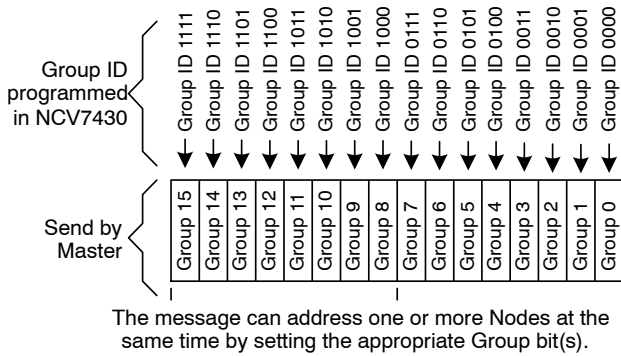 Group ID
programmed
in NCV7430
Group ID 1111
Group ID 1110
Group ID 1101
Group ID 1100
Group ID 1011
Group ID 1010
Group ID 1001
Group ID 1000
Group ID 0111
Group ID 0110
Group ID 0101
Group ID 0100
Group ID 0011
Group ID 0010
Group ID 0001
Group ID 0000
Send by
Master
Group 15
Group 14
Group 13
Group 12
Group 11
Group 10
Group 9
Group 8
Group 7
Group 6
Group 5
Group 4
Group 3
Group 2
Group 1
Group 0
The message can address one or more Nodes at the
same time by setting the appropriate Group bit(s).